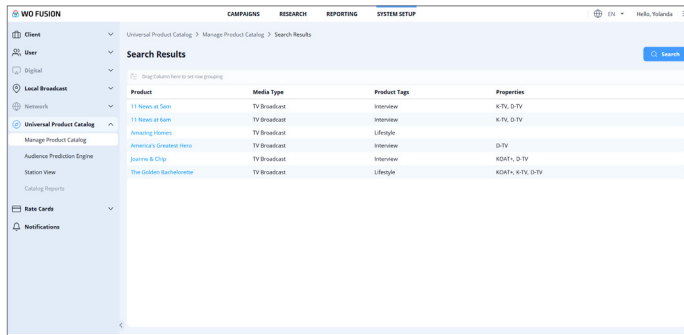 WO FUSION
CAMPAIGNS RESEARCH REPORTING SYSTEM SETUP
EN Hello, Yolanda
Client
User
Digital
Local Broadcast
Network
Universal Product Catalog
Manage Product Catalog
Audience Prediction Engine
Station View
Catalog Reports
Rate Cards
Notifications
Universal Product Catalog > Manage Product Catalog > Search Results
Search Results
Search
Drag Column here to set row grouping
Product Media Type Product Tags Properties
11 News at 5am TV Broadcast Interview K-TV, D-TV
11 News at 6am TV Broadcast Interview K-TV, D-TV
Amazing Homes TV Broadcast Lifestyle
America's Greatest Hero TV Broadcast Interview D-TV
Joanne & Chip TV Broadcast Interview KOAT+, D-TV
The Golden Bachelorette TV Broadcast Lifestyle KOAT+, K-TV, D-TV